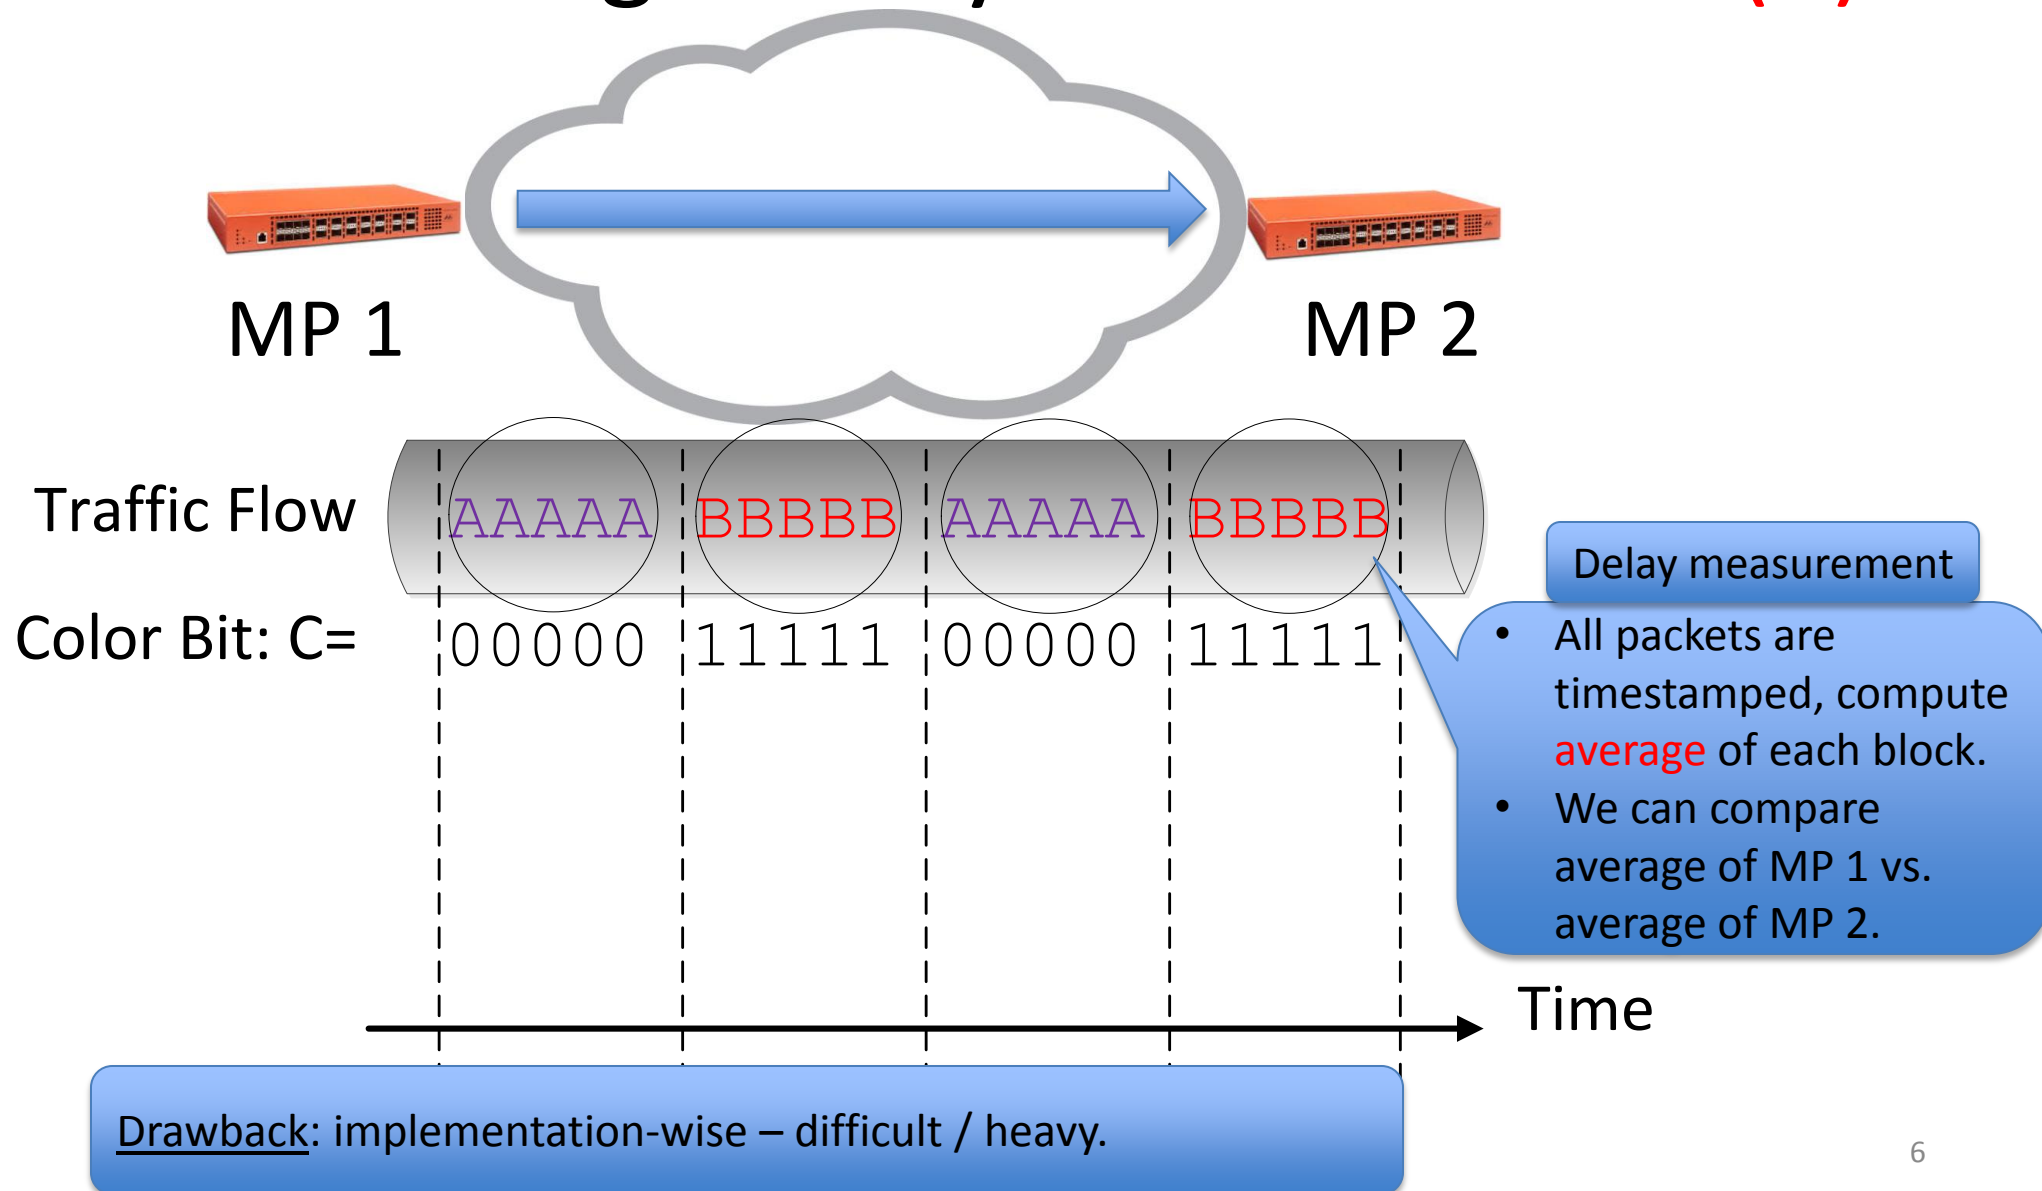 MP 1
MP 2
Traffic Flow
AAAAA BBBBB AAAAA BBBBB
Color Bit: C=
00000 11111 00000 11111
Delay measurement
• All packets are
timestamped, compute
average of each block.
• We can compare
average of MP 1 vs.
average of MP 2.
Time
Drawback: implementation-wise – difficult / heavy.
6